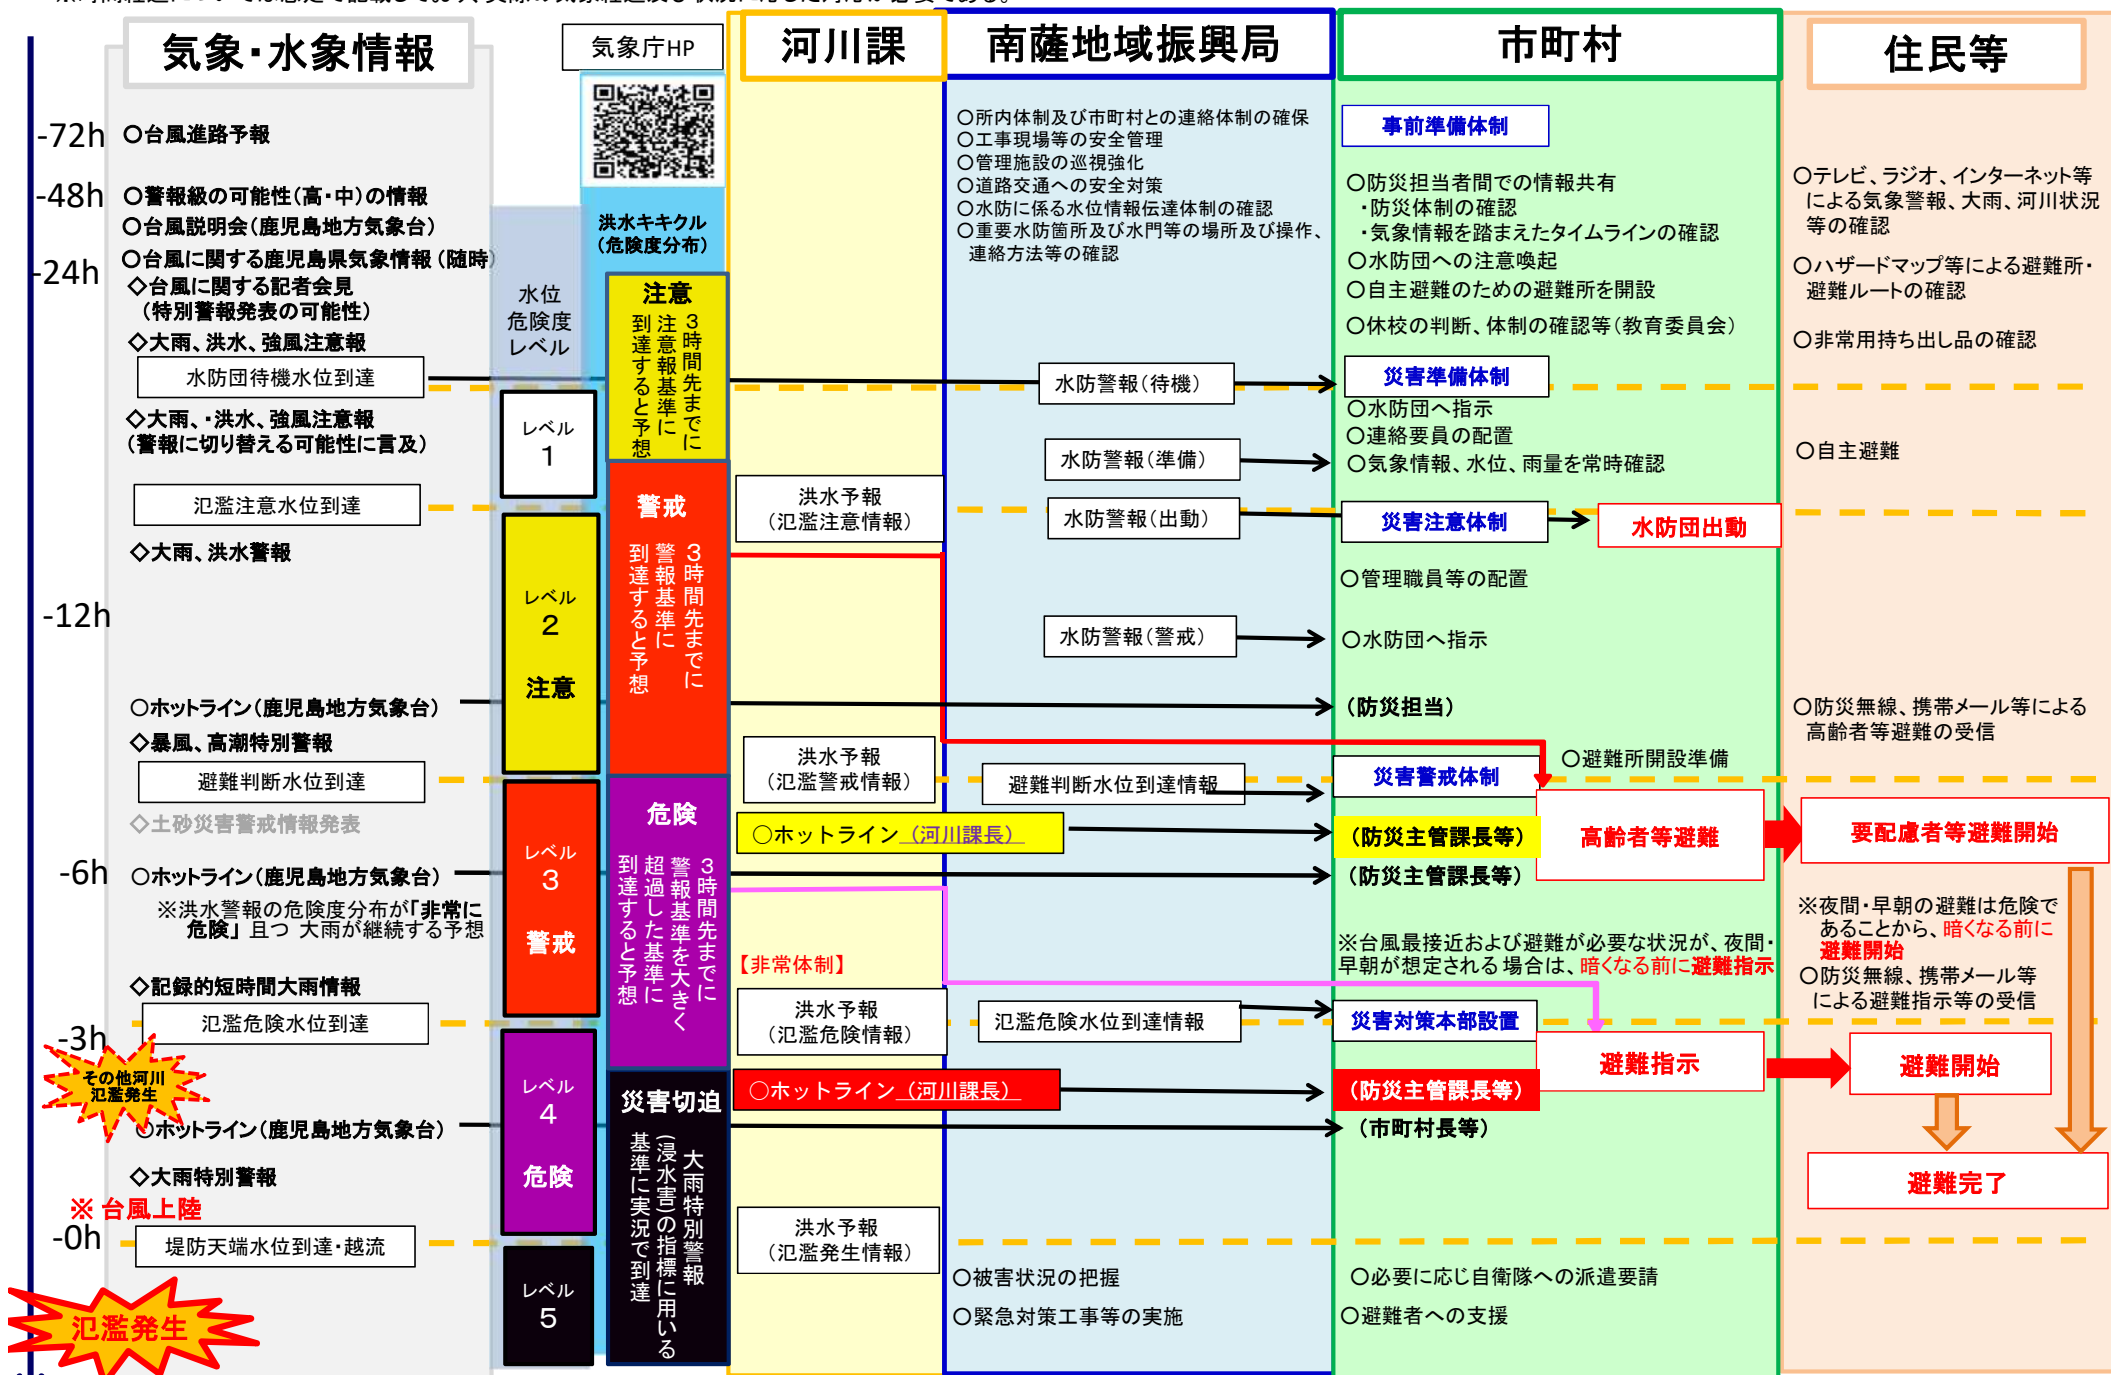 気象・水象情報
気象庁HP
河川課
南薩地域振興局
市町村
住民等
-72h
-48h
-24h
-12h
-6h
-3h
-0h
○台風進路予報
○警報級の可能性(高・中)の情報
○台風説明会(鹿児島地方気象台)
○台風に関する鹿児島県気象情報(随時)
◇台風に関する記者会見
(特別警報発表の可能性)
◇大雨、洪水、強風注意報
水防団待機水位到達
◇大雨、・洪水、強風注意報
(警報に切り替える可能性に言及)
氾濫注意水位到達
◇大雨、洪水警報
○ホットライン(鹿児島地方気象台)
◇暴風、高潮特別警報
避難判断水位到達
◇土砂災害警戒情報発表
○ホットライン(鹿児島地方気象台)
※洪水警報の危険度分布が「非常に
危険」且つ 大雨が継続する予想
◇記録的短時間大雨情報
氾濫危険水位到達
その他河川
氾濫発生
○ホットライン(鹿児島地方気象台)
◇大雨特別警報
※ 台風上陸
堤防天端水位到達・越流
氾濫発生
水位
危険度
レベル
レベル
1
レベル
2
注意
レベル
3
警戒
レベル
4
危険
レベル
5
洪水キキクル
(危険度分布)
注意
3時間先までに
注意報基準に
到達すると予想
警戒
3時間先までに
警報基準に
到達すると予想
危険
3時間先までに
警報基準を大きく
超過した基準に
到達すると予想
災害切迫
大雨特別警報
(浸水害)の指標に用いる
基準に実況で到達
洪水予報
(氾濫注意情報)
洪水予報
(氾濫警戒情報)
○ホットライン(河川課長)
【非常体制】
洪水予報
(氾濫危険情報)
○ホットライン(河川課長)
洪水予報
(氾濫発生情報)
○所内体制及び市町村との連絡体制の確保
○工事現場等の安全管理
○管理施設の巡視強化
○道路交通への安全対策
○水防に係る水位情報伝達体制の確認
○重要水防箇所及び水門等の場所及び操作、
連絡方法等の確認
水防警報(待機)
水防警報(準備)
水防警報(出動)
水防警報(警戒)
避難判断水位到達情報
氾濫危険水位到達情報
○被害状況の把握
○緊急対策工事等の実施
事前準備体制
○防災担当者間での情報共有
・防災体制の確認
・気象情報を踏まえたタイムラインの確認
○水防団への注意喚起
○自主避難のための避難所を開設
○休校の判断、体制の確認等(教育委員会)
災害準備体制
○水防団へ指示
○連絡要員の配置
○気象情報、水位、雨量を常時確認
災害注意体制
水防団出動
○管理職員等の配置
○水防団へ指示
(防災担当)
○避難所開設準備
災害警戒体制
高齢者等避難
(防災主管課長等)
(防災主管課長等)
※台風最接近および避難が必要な状況が、夜間・
早朝が想定される場合は、暗くなる前に避難指示
災害対策本部設置
避難指示
(防災主管課長等)
(市町村長等)
○必要に応じ自衛隊への派遣要請
○避難者への支援
○テレビ、ラジオ、インターネット等
による気象警報、大雨、河川状況
等の確認
○ハザードマップ等による避難所・
避難ルートの確認
○非常用持ち出し品の確認
○自主避難
○防災無線、携帯メール等による
高齢者等避難の受信
要配慮者等避難開始
※夜間・早朝の避難は危険で
あることから、暗くなる前に
避難開始
○防災無線、携帯メール等
による避難指示等の受信
避難開始
避難完了